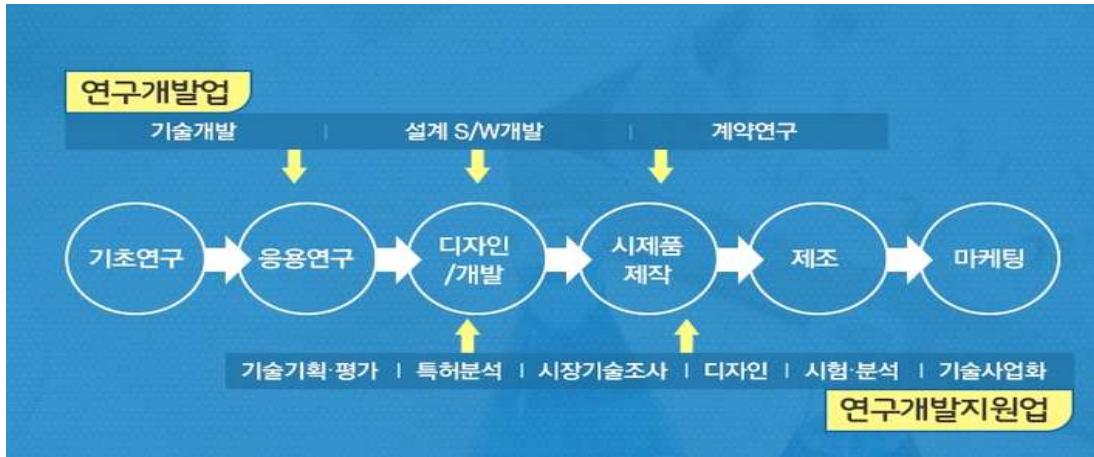 연구개발업
기술개발 | 설계 S/W개발 | 계약연구
기초연구
응용연구
디자인
/개발
시제품
제작
제조
마케팅
기술기획·평가 | 특허분석 | 시장기술조사 | 디자인 | 시험·분석 | 기술사업화
연구개발지원업